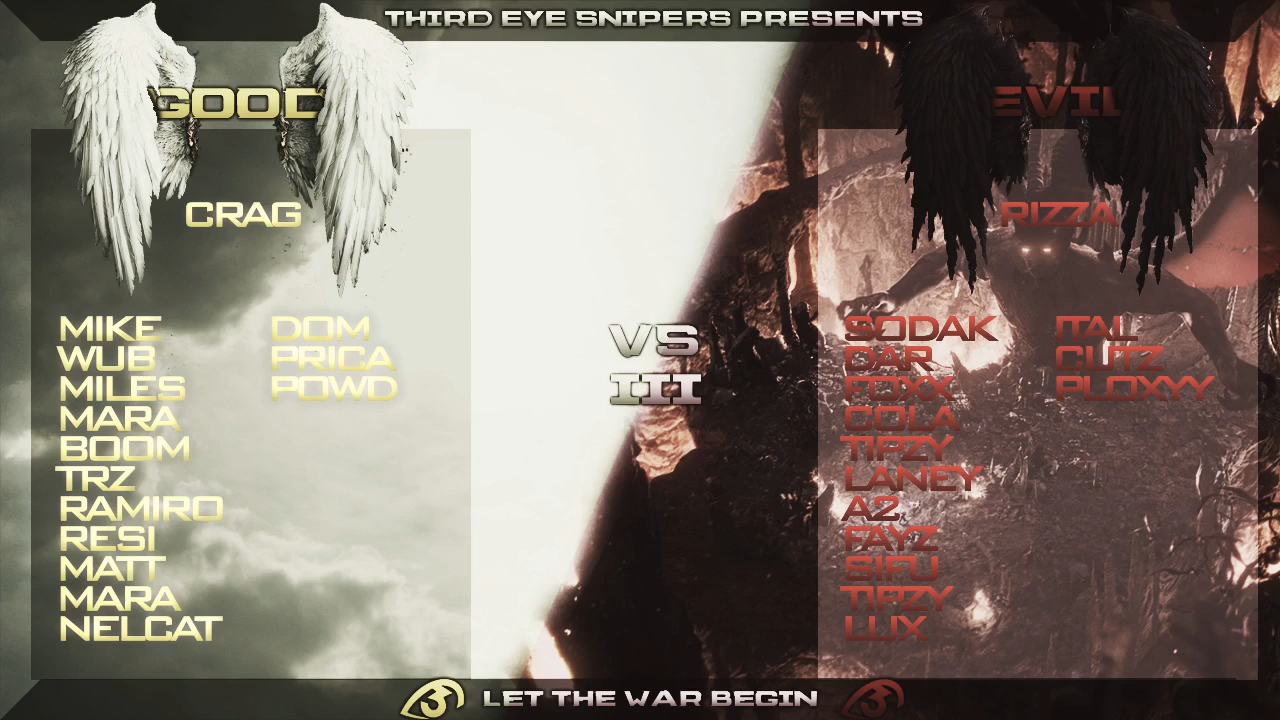 THIRD EYE SNIPERS PRESENTS
GOOD
CRAG
MIKE
WUB
MILES
MARA
BOOM
TRZ
RAMIRO
RESI
MATT
MARA
NELCAT
DOM
PRICA
POWD
VS
III
EVIL
RIZZA
SODAK
DAR
FOXX
COLA
TIPZY
LANEY
A2
FAYZ
SIFU
TIPZY
LUX
ITAL
CUTZ
PLOXYY
3 LET THE WAR BEGIN 3